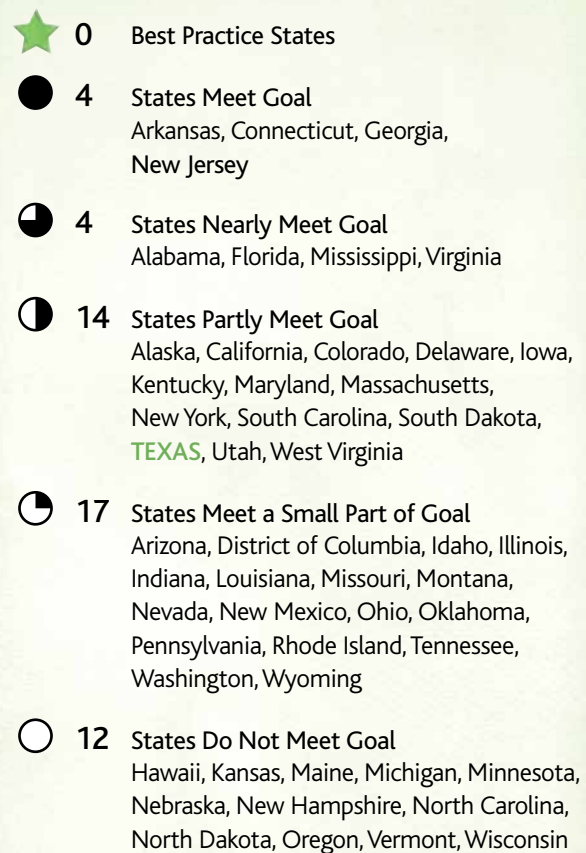 0 Best Practice States
4 States Meet Goal
Arkansas, Connecticut, Georgia,
New Jersey
4 States Nearly Meet Goal
Alabama, Florida, Mississippi, Virginia
14 States Partly Meet Goal
Alaska, California, Colorado, Delaware, Iowa,
Kentucky, Maryland, Massachusetts,
New York, South Carolina, South Dakota,
TEXAS, Utah, West Virginia
17 States Meet a Small Part of Goal
Arizona, District of Columbia, Idaho, Illinois,
Indiana, Louisiana, Missouri, Montana,
Nevada, New Mexico, Ohio, Oklahoma,
Pennsylvania, Rhode Island, Tennessee,
Washington, Wyoming
12 States Do Not Meet Goal
Hawaii, Kansas, Maine, Michigan, Minnesota,
Nebraska, New Hampshire, North Carolina,
North Dakota, Oregon, Vermont, Wisconsin